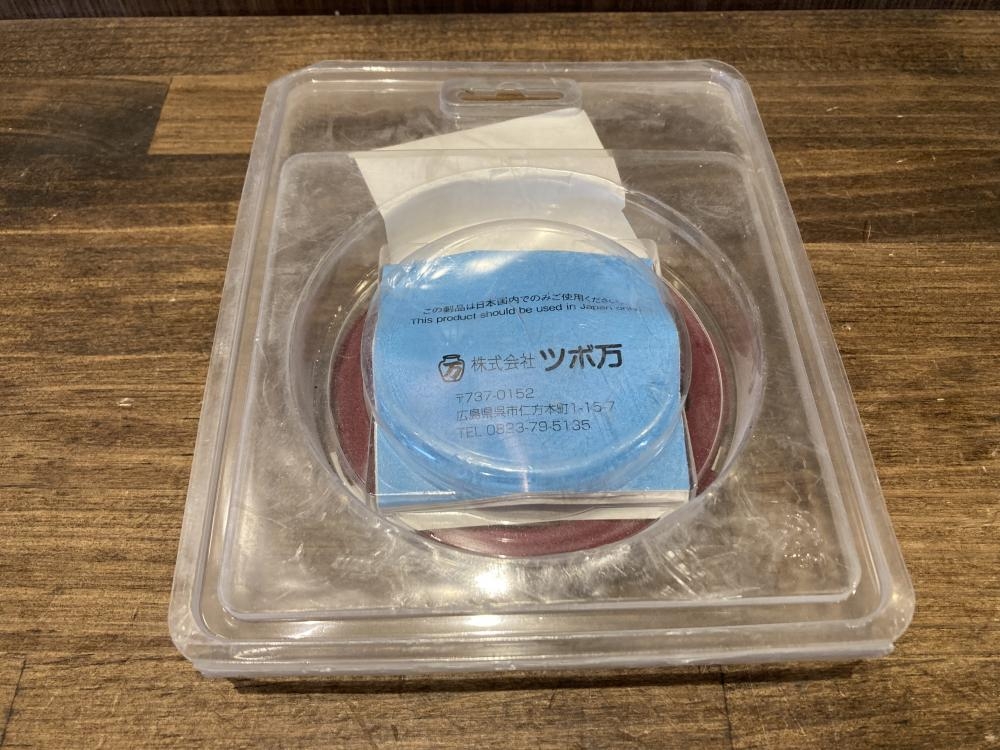 この製品は日本国内でのみご使用ください
This product should be used in Japan only
万 株式会社 ツボ万
〒737-0152
広島県呉市仁方本町1-15-7
TEL 0823-79-5135